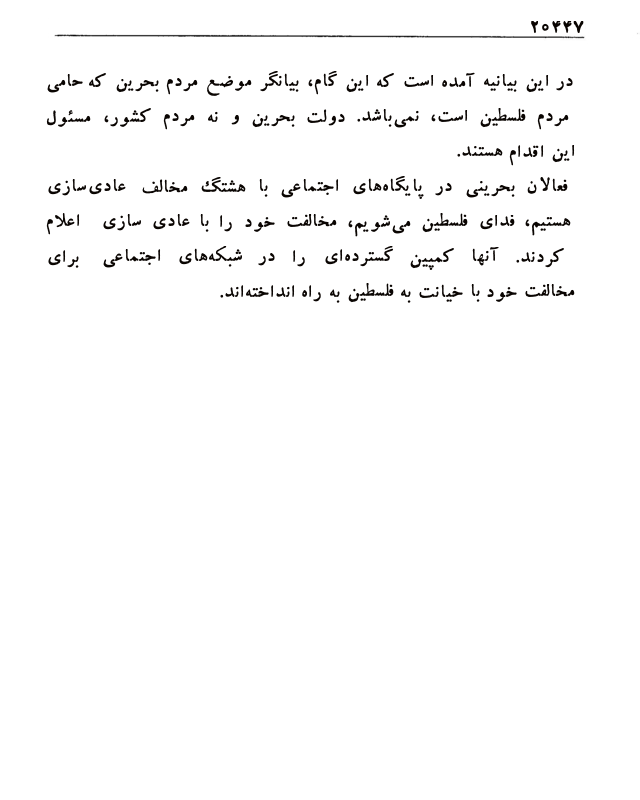 ۲۰۴۴۷
در این بیانیه آمده است که این گام، بیانگر موضع مردم بحرین که حامی
مردم فلسطین است، نمی‌باشد. دولت بحرین و نه مردم کشور، مسئول
این اقدام هستند.
فعالان بحرینی در پایگاه‌های اجتماعی با هشتگ مخالف عادی‌سازی
هستیم، فدای فلسطین می‌شویم، مخالفت خود را با عادی سازی اعلام
کردند. آنها کمپین گسترده‌ای را در شبکه‌های اجتماعی برای
مخالفت خود با خیانت به فلسطین به راه انداخته‌اند.